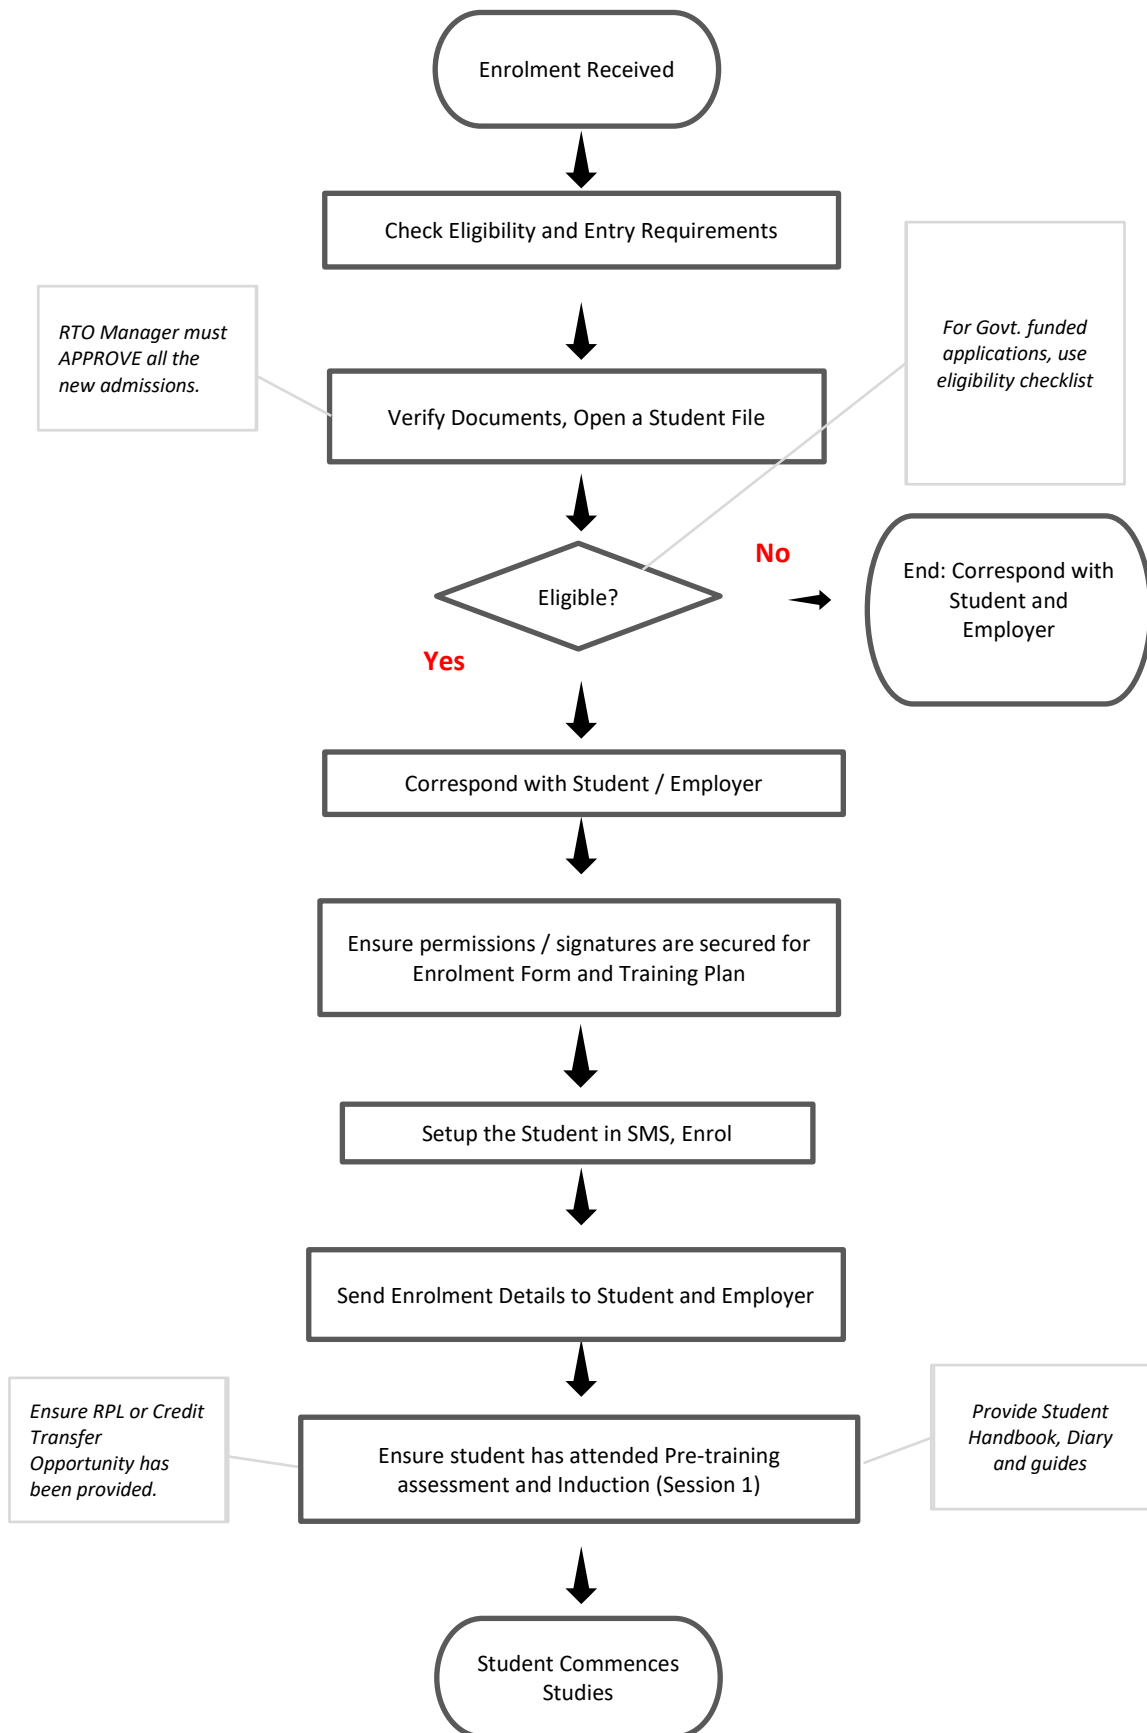 Enrolment Received
Check Eligibility and Entry Requirements
RTO Manager must
APPROVE all the
new admissions.
For Govt. funded
applications, use
eligibility checklist
Verify Documents, Open a Student File
Eligible?
No
End: Correspond with
Student and
Employer
Yes
Correspond with Student / Employer
Ensure permissions / signatures are secured for
Enrolment Form and Training Plan
Setup the Student in SMS, Enrol
Send Enrolment Details to Student and Employer
Ensure RPL or Credit
Transfer
Opportunity has
been provided.
Ensure student has attended Pre-training
assessment and Induction (Session 1)
Provide Student
Handbook, Diary
and guides
Student Commences
Studies